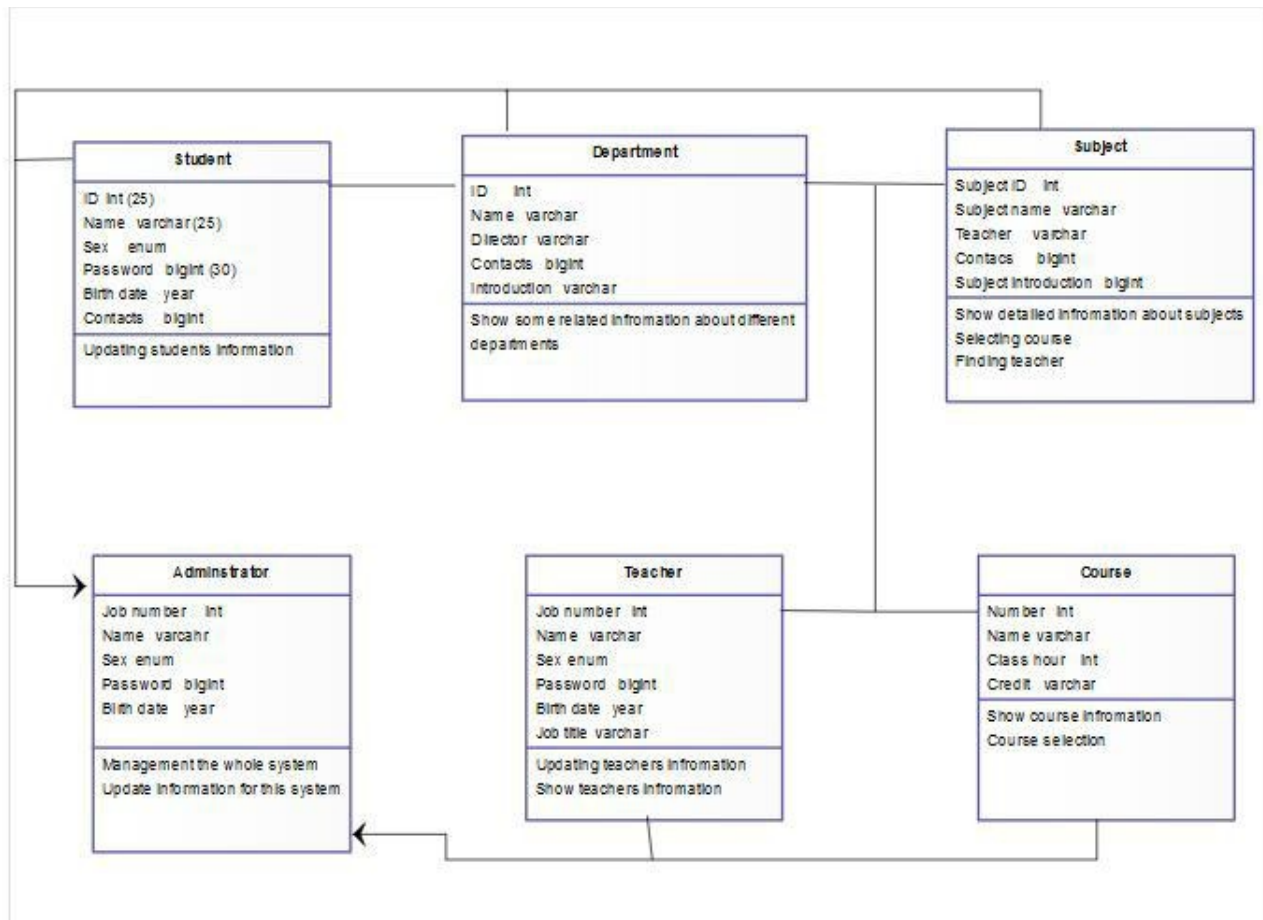 Student
ID int (25)
Name varchar (25)
Sex enum
Password bigint (30)
Birth date year
Contacts bigint
Updating students information
Department
ID int
Name varchar
Director varchar
Contacts bigint
Introduction varchar
Show some related infromation about different
departments
Subject
Subject ID int
Subject name varchar
Teacher varchar
Contacs bigint
Subject introduction bigint
Show detailed infromation about subjects
Selecting course
Finding teacher
Adminstrator
Job number int
Name varcahr
Sex enum
Password bigint
Birth date year
Management the whole system
Update information for this system
Teacher
Job number int
Name varchar
Sex enum
Password bigint
Birth date year
Job title varchar
Updating teachers infromation
Show teachers infromation
Course
Number int
Name varchar
Class hour int
Credit varchar
Show course infromation
Course selection